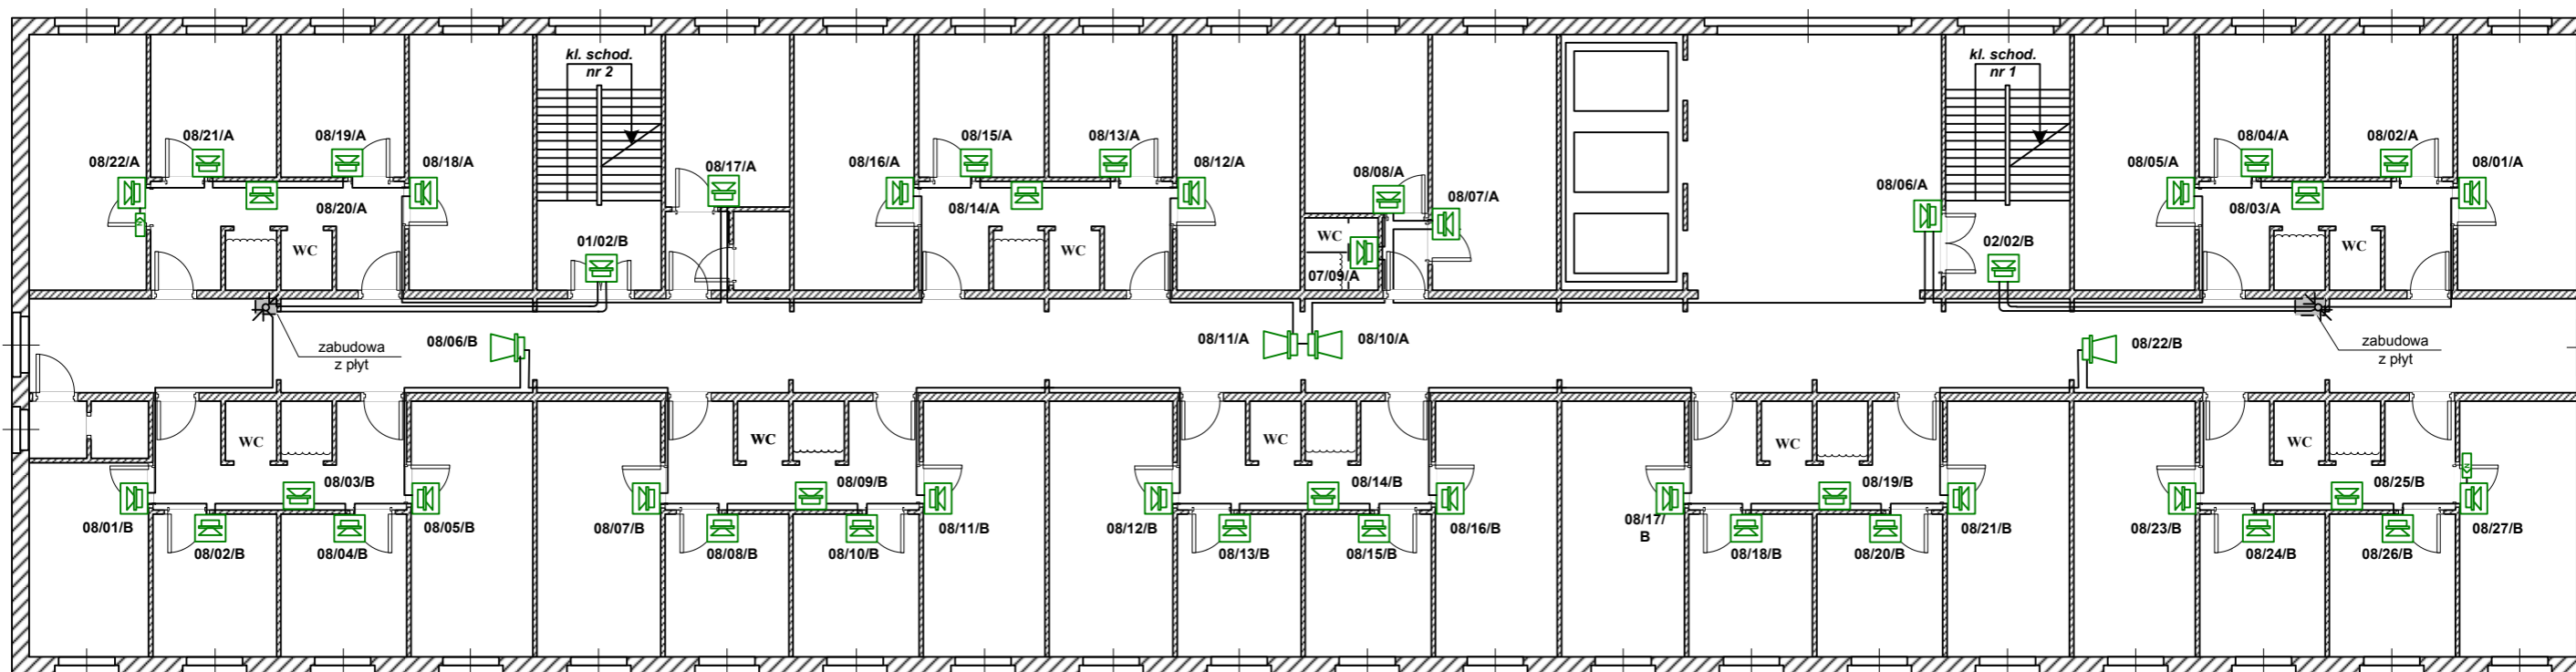 kl. schod.
nr 2
kl. schod.
nr 1
08/21/A
08/19/A
08/15/A
08/13/A
08/04/A
08/02/A
08/22/A
08/18/A
08/17/A
08/16/A
08/12/A
08/08/A
08/05/A
08/01/A
08/20/A
08/14/A
08/07/A
08/06/A
08/03/A
WC
01/02/B
WC
WC
07/09/A
02/02/B
WC
zabudowa
z płyt
08/06/B
08/11/A
08/10/A
08/22/B
zabudowa
z płyt
WC
WC
WC
WC
WC
08/03/B
08/09/B
08/14/B
08/19/B
08/25/B
08/01/B
08/05/B
08/07/B
08/11/B
08/12/B
08/16/B
08/17/
B
08/21/B
08/23/B
08/27/B
08/02/B
08/04/B
08/08/B
08/10/B
08/13/B
08/15/B
08/18/B
08/20/B
08/24/B
08/26/B